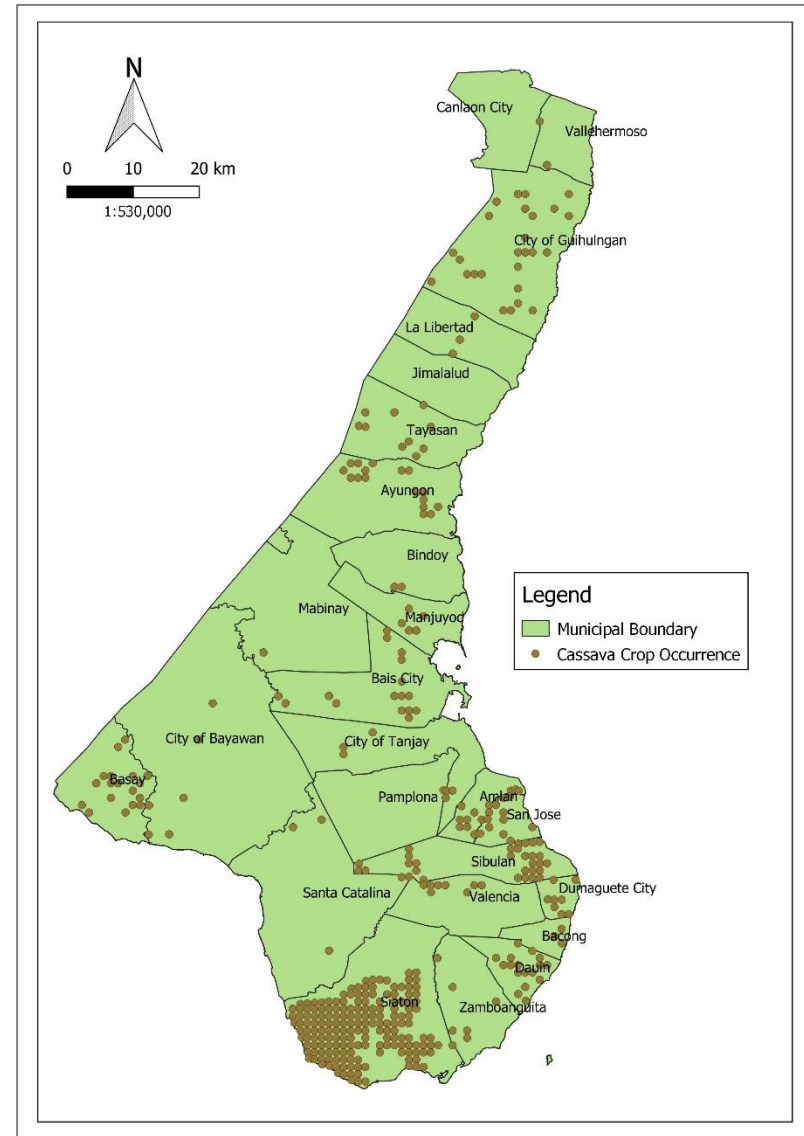 N
0 10 20 km
1:530,000
Canlaon City
Vallehermoso
City of Guihulngan
La Libertad
Jimalalud
Tayasan
Ayungon
Bindoy
Mabinay
Manjuyod
Legend
Municipal Boundary
Cassava Crop Occurrence
Bais City
City of Bayawan
City of Tanjay
Basay
Pamplona
Amlan
San Jose
Sibulan
Santa Catalina
Valencia
Dumaguete City
Bacong
Dauin
Siaton
Zamboanguita